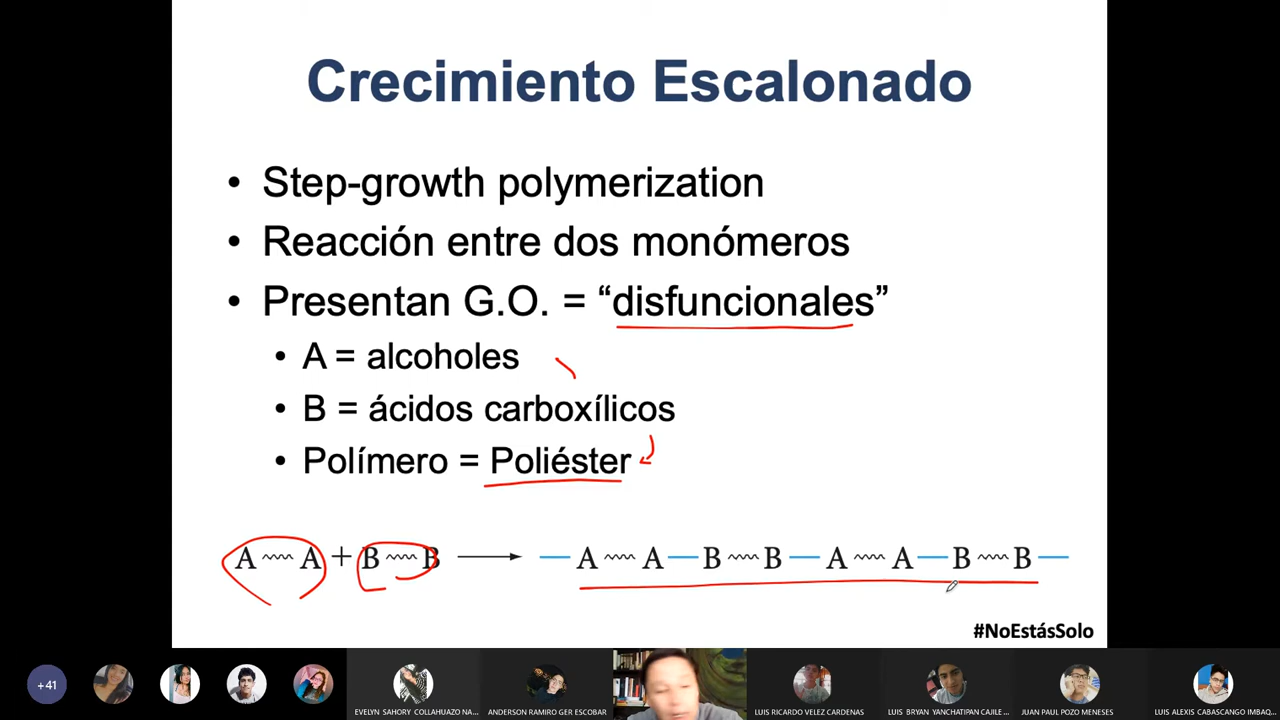 Crecimiento Escalonado
• Step-growth polymerization
• Reacción entre dos monómeros
• Presentan G.O. = “disfuncionales”
• A = alcoholes
• B = ácidos carboxílicos
• Polímero = Poliéster
A ~~~ A + B ~~~ B → — A ~~~ A — B ~~~ B — A ~~~ A — B ~~~ B —
#NoEstásSolo
+41
EVELYN SAHORY COLLAHUAZO NA...
ANDERSON RAMIRO GER ESCOBAR
LUIS RICARDO VELEZ CARDENAS
LUIS BRYAN YANCHATIPAN CAJILE...
JUAN PAUL POZO MENESES
LUIS ALEXIS CABASCANGO IMBAQ...